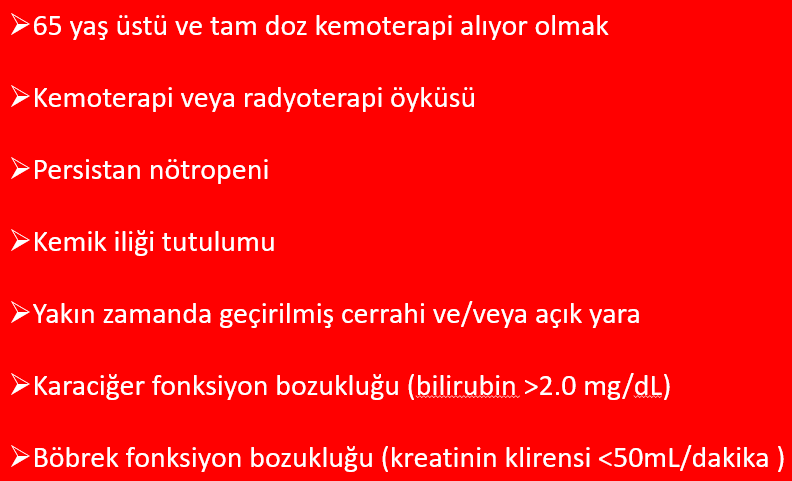 ➢65 yaş üstü ve tam doz kemoterapi alıyor olmak
➢Kemoterapi veya radyoterapi öyküsü
➢Persistan nötropeni
➢Kemik iliği tutulumu
➢Yakın zamanda geçirilmiş cerrahi ve/veya açık yara
➢Karaciğer fonksiyon bozukluğu (bilirubin >2.0 mg/dL)
➢Böbrek fonksiyon bozukluğu (kreatinin klirensi <50mL/dakika )